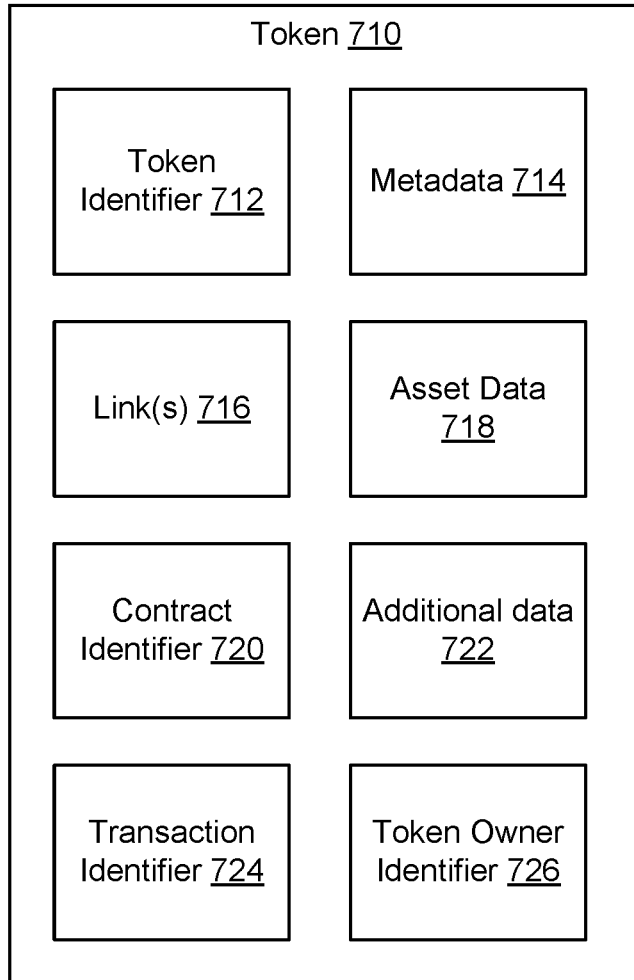 Token 710
Token
Identifier 712
Metadata 714
Link(s) 716
Asset Data
718
Contract
Identifier 720
Additional data
722
Transaction
Identifier 724
Token Owner
Identifier 726